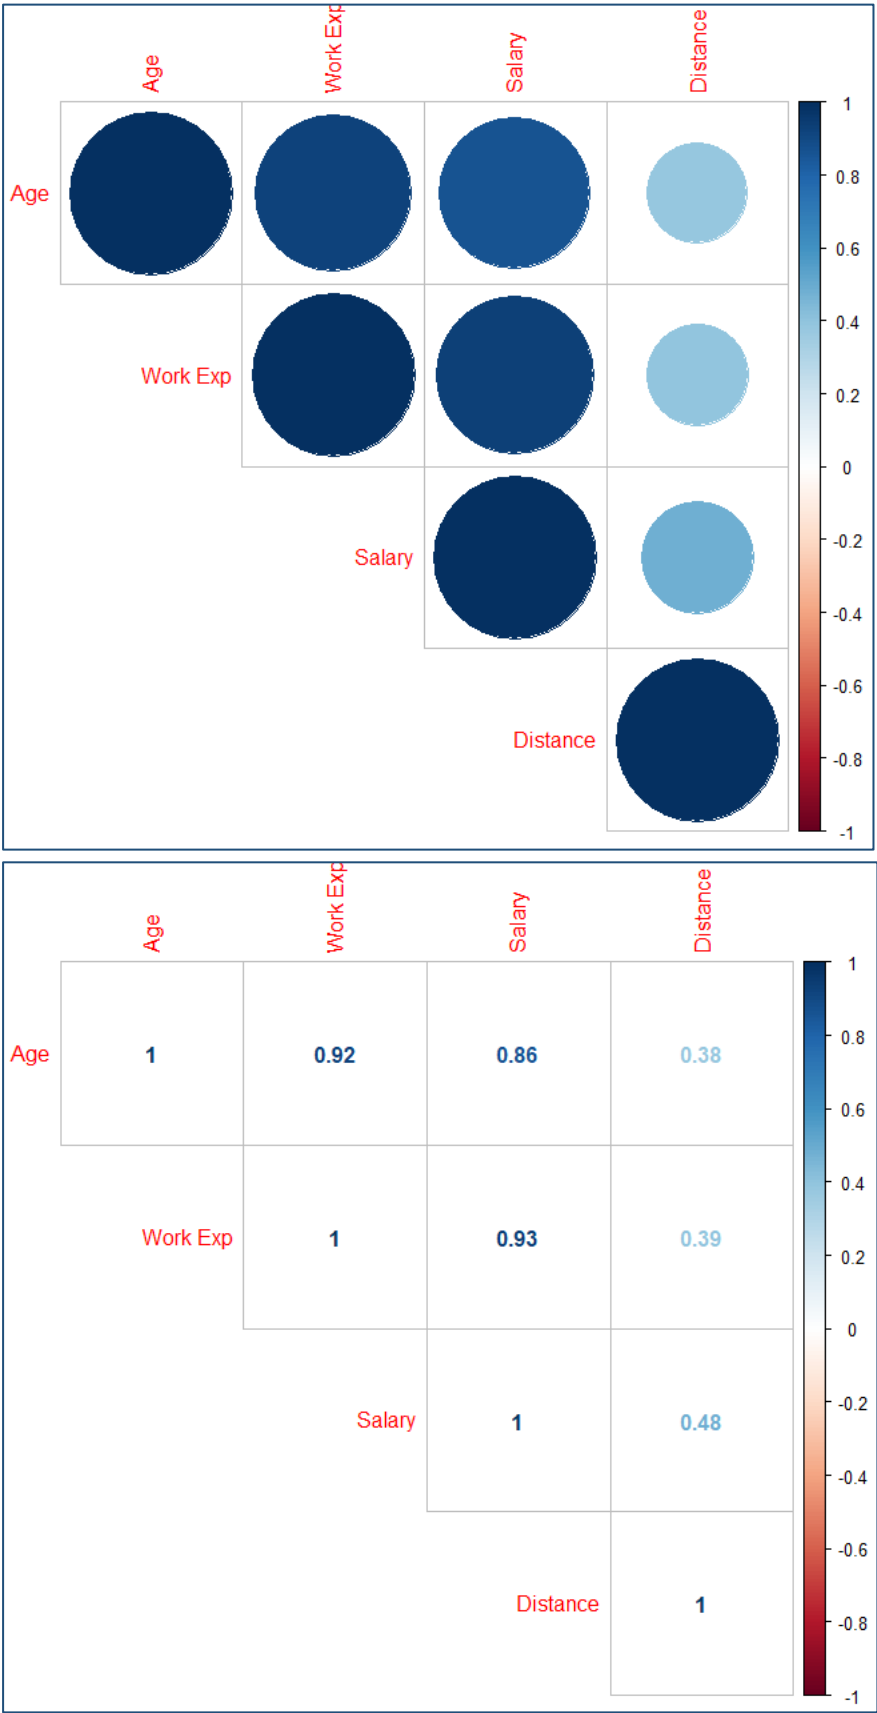 Age
Work Exp
Salary
Distance
Age
Work Exp
Salary
Distance
1
0.8
0.6
0.4
0.2
0
-0.2
-0.4
-0.6
-0.8
-1
Age
Work Exp
Salary
Distance
Age 1 0.92 0.86 0.38
Work Exp 1 0.93 0.39
Salary 1 0.48
Distance 1
1
0.8
0.6
0.4
0.2
0
-0.2
-0.4
-0.6
-0.8
-1